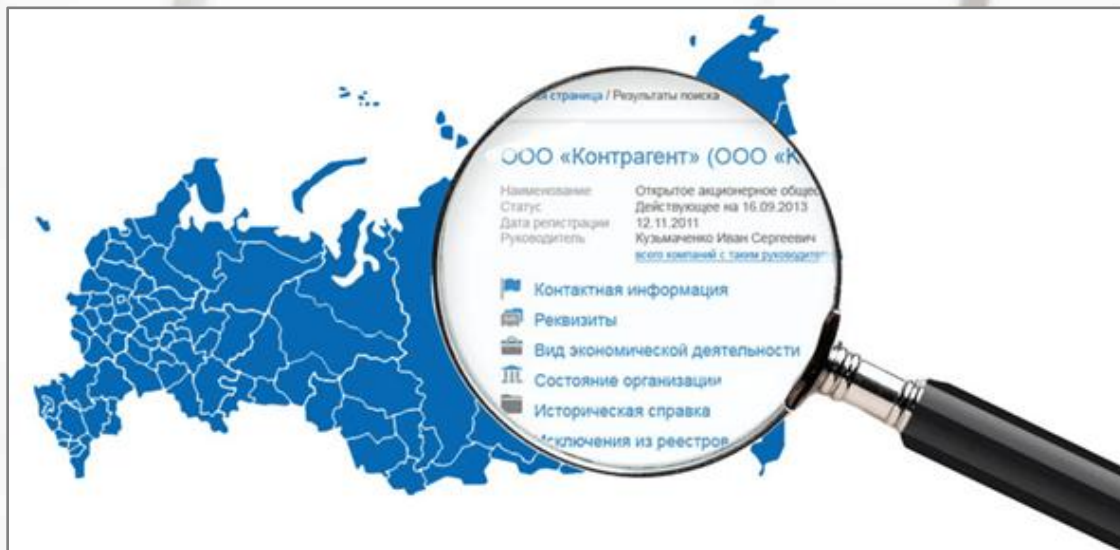 страница / Результаты поиска
ООО «Контрагент» (ООО «К
Наименование Открытое акционерное общес
Статус Действующее на 16.09.2013
Дата регистрации 12.11.2011
Руководитель Кузьмаченко Иван Сергеевич
всего компаний с таким руководите
Контактная информация
Реквизиты
Вид экономической деятельности
Состояние организации
Историческая справка
Исключения из реестров